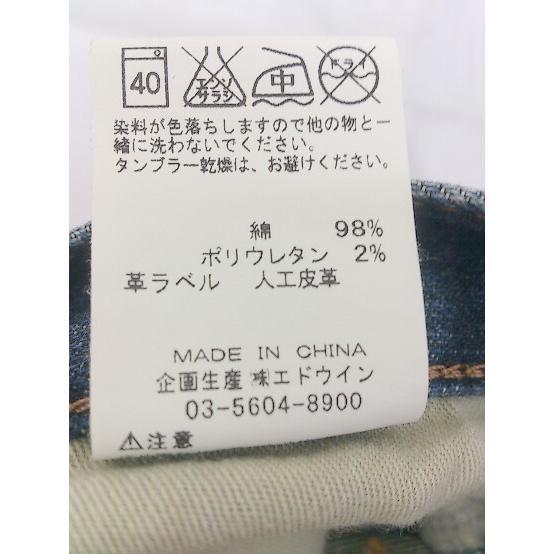 40 エンソサラシ 中 ドライ
染料が色落ちしますので他の物と一
緒に洗わないでください。
タンブラー乾燥は、お避けください。
綿 98%
ポリウレタン 2%
革ラベル 人工皮革
MADE IN CHINA
企画生産 ㈱エドウイン
03-5604-8900
⚠注意